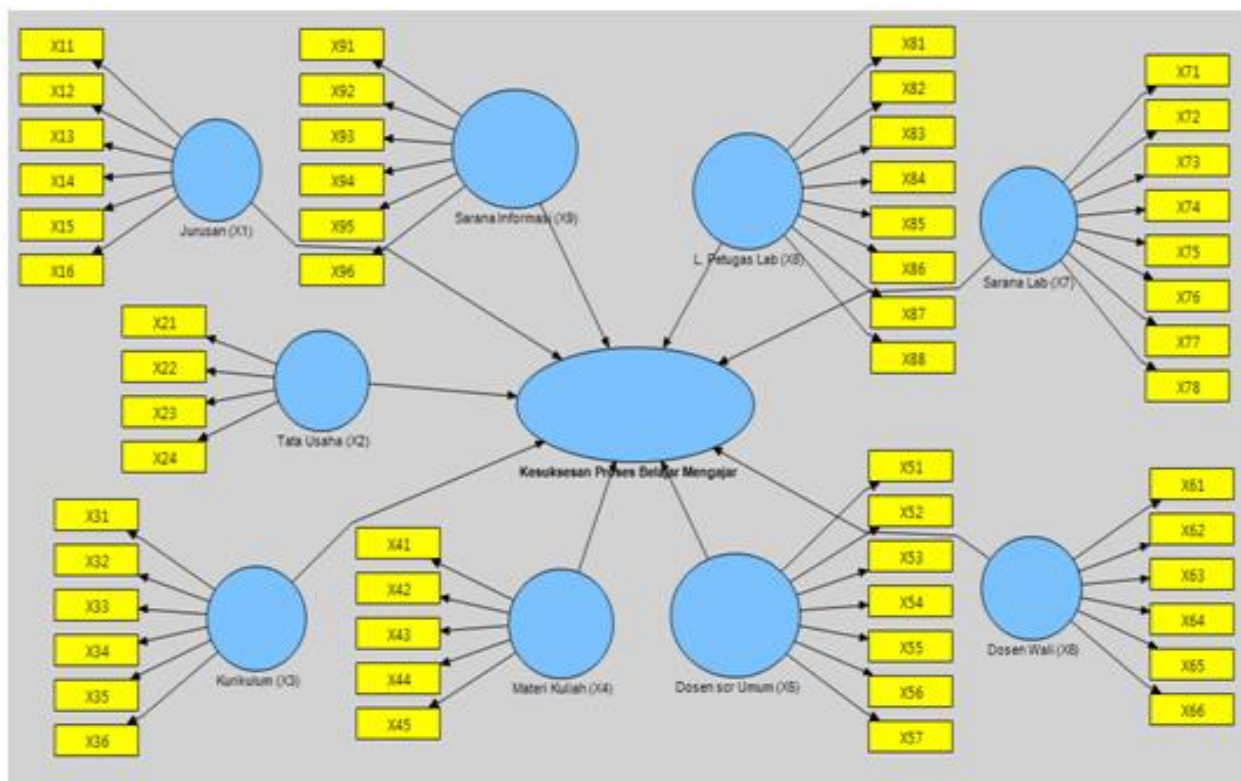 X11
X12
X13
X14
X15
X16
Jurusan (X1)
X91
X92
X93
X94
X95
X96
Sarana Informasi (X9)
X81
X82
X83
X84
X85
X86
X87
X88
L. Petugas Lab (X8)
X71
X72
X73
X74
X75
X76
X77
X78
Sarana Lab (X7)
X21
X22
X23
X24
Tata Usaha (X2)
Kesuksesan Proses Belajar Mengajar
X31
X32
X33
X34
X35
X36
Kurikulum (X3)
X41
X42
X43
X44
X45
Materi Kuliah (X4)
X51
X52
X53
X54
X55
X56
X57
Dosen scr Umum (X5)
X61
X62
X63
X64
X65
X66
Dosen Wali (X6)